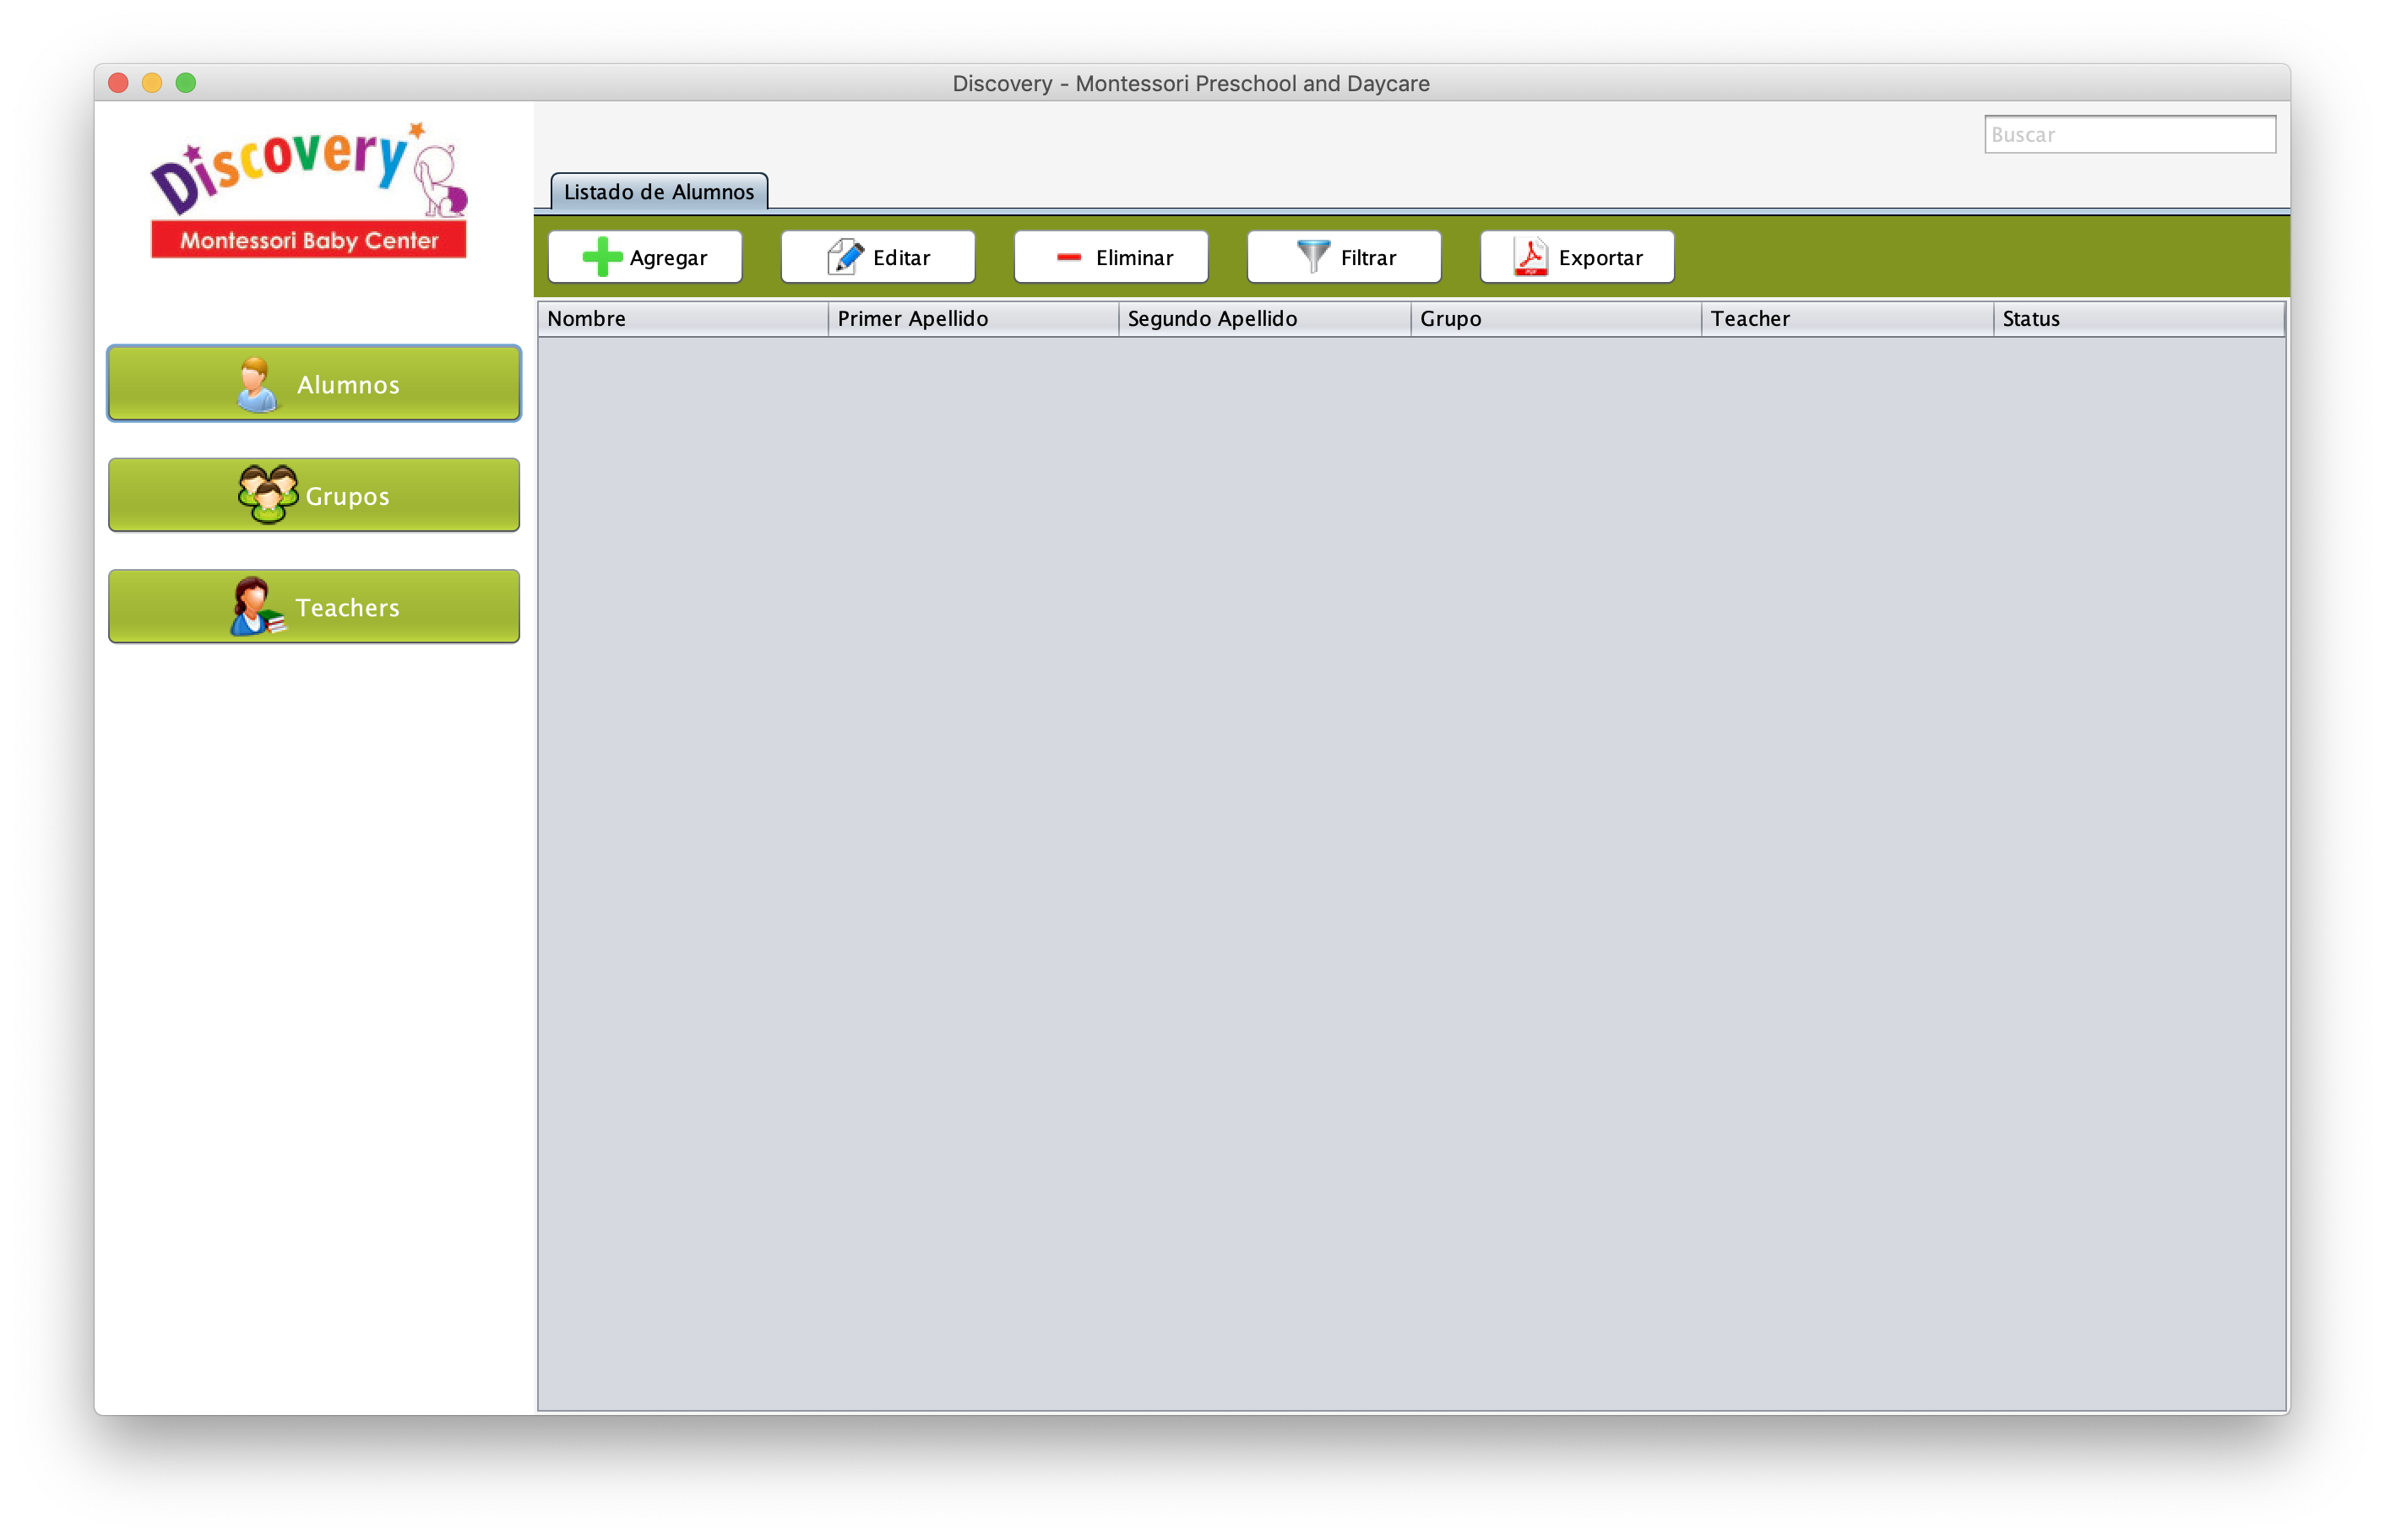 Discovery - Montessori Preschool and Daycare
Discovery
Montessori Baby Center
Buscar
Listado de Alumnos
Agregar Editar Eliminar Filtrar Exportar
Nombre Primer Apellido Segundo Apellido Grupo Teacher Status
Alumnos
Grupos
Teachers